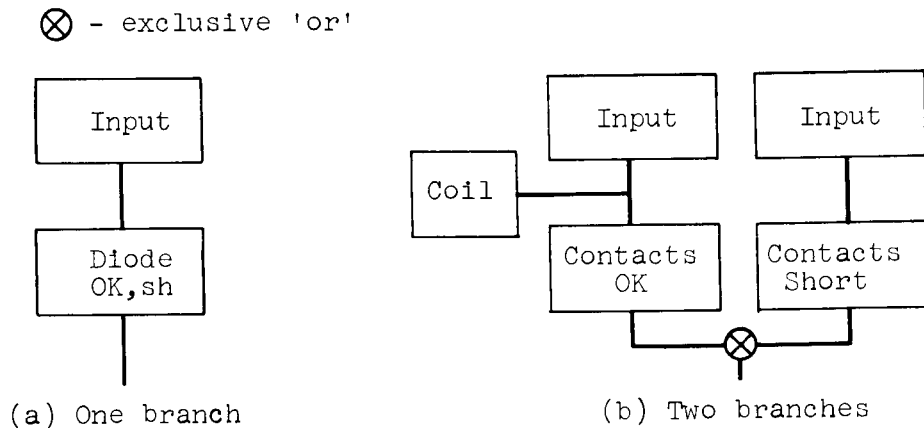 ⊗ - exclusive 'or'
Input
Diode
OK,sh
(a) One branch
Input
Input
Coil
Contacts
OK
Contacts
Short
(b) Two branches